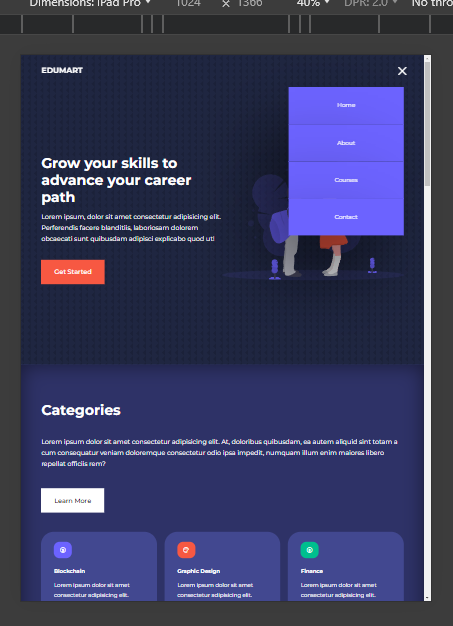 Dimensions: iPad Pro
1024
× 1366
40%
DPR: 2.0
No thro
EDUMART
Home
About
Courses
Contact
Grow your skills to
advance your career
path
Lorem ipsum, dolor sit amet consectetur adipisicing elit.
Perferendis facere blanditiis, laboriosam dolorem
obcaecati sunt quibusdam adipisci explicabo quod ut!
Get Started
Categories
Lorem ipsum dolor sit amet consectetur adipisicing elit. At, doloribus quibusdam, ea autem aliquid sint totam a
cum consequatur veniam doloremque consectetur odio ipsa impedit, numquam illum enim maiores libero
repellat officiis rem?
Learn More
Blockchain
Lorem ipsum dolor sit amet
consectetur adipisicing elit.
Graphic Design
Lorem ipsum dolor sit amet
consectetur adipisicing elit.
Finance
Lorem ipsum dolor sit amet
consectetur adipisicing elit.